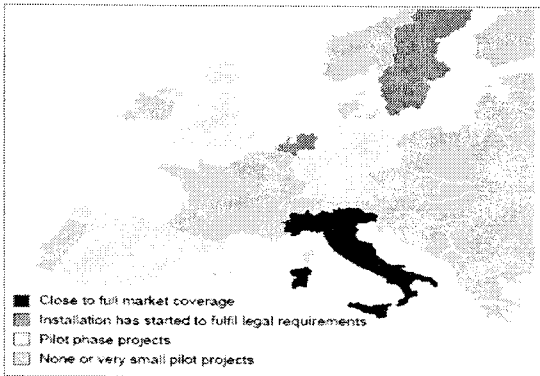 Close to full market coverage
Installation has started to fulfil legal requirements
Pilot phase projects
None or very small pilot projects